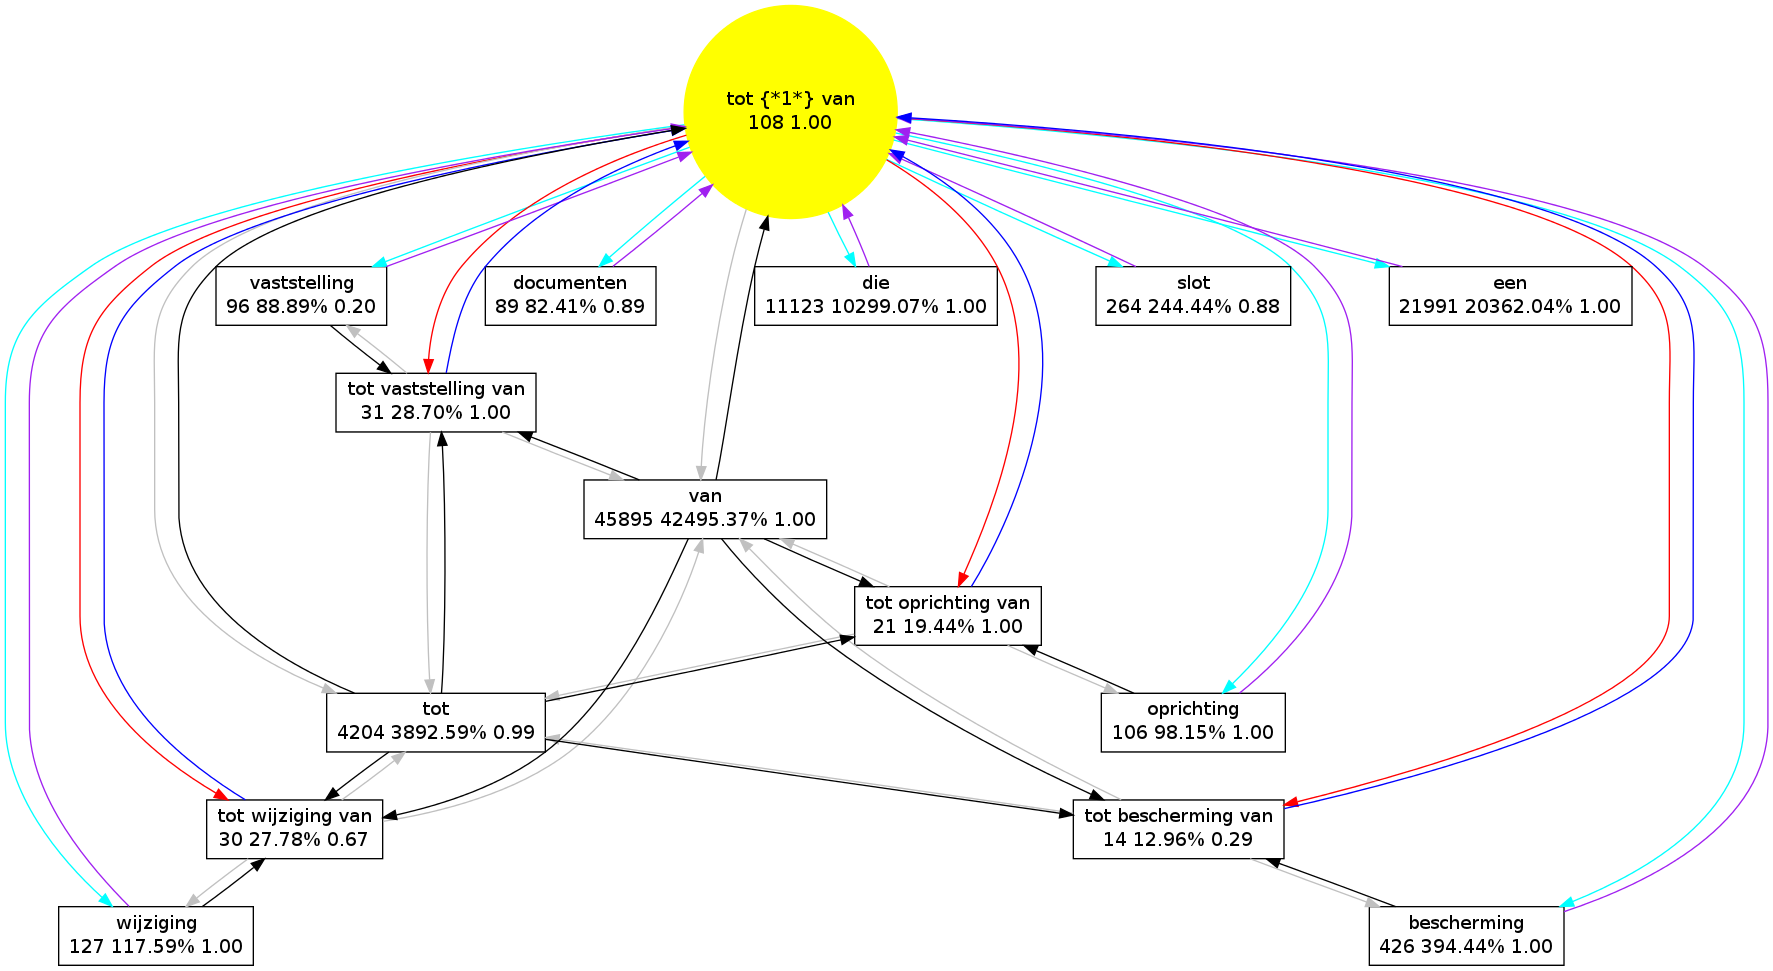 tot {*1*} van
108 1.00
vaststelling
96 88.89% 0.20
documenten
89 82.41% 0.89
die
11123 10299.07% 1.00
slot
264 244.44% 0.88
een
21991 20362.04% 1.00
tot vaststelling van
31 28.70% 1.00
van
45895 42495.37% 1.00
tot oprichting van
21 19.44% 1.00
tot
4204 3892.59% 0.99
oprichting
106 98.15% 1.00
tot wijziging van
30 27.78% 0.67
tot bescherming van
14 12.96% 0.29
wijziging
127 117.59% 1.00
bescherming
426 394.44% 1.00